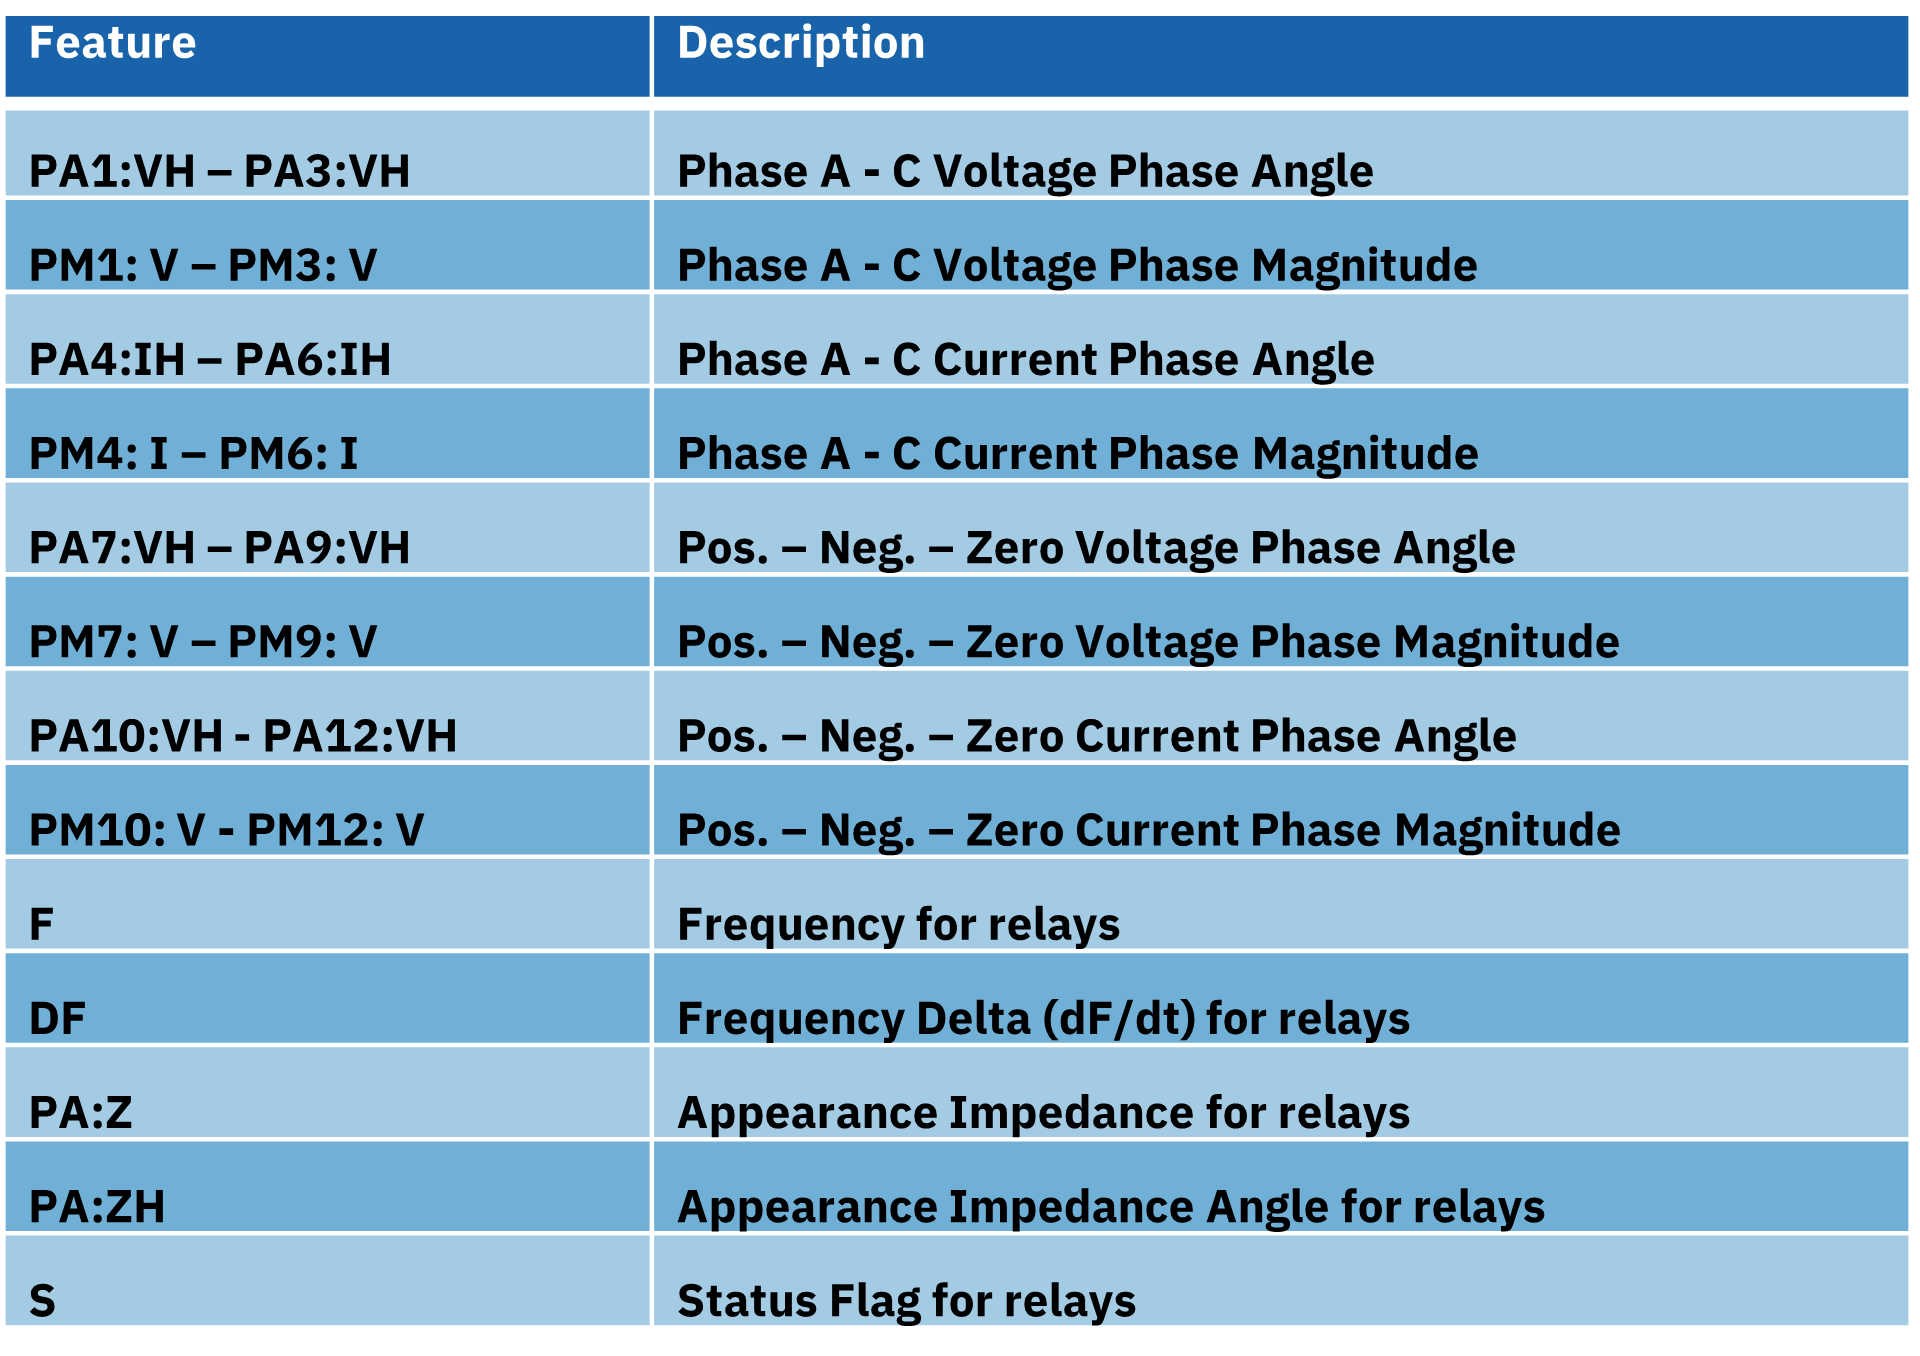 Feature Description
PA1:VH – PA3:VH Phase A - C Voltage Phase Angle
PM1: V – PM3: V Phase A - C Voltage Phase Magnitude
PA4:IH – PA6:IH Phase A - C Current Phase Angle
PM4: I – PM6: I Phase A - C Current Phase Magnitude
PA7:VH – PA9:VH Pos. – Neg. – Zero Voltage Phase Angle
PM7: V – PM9: V Pos. – Neg. – Zero Voltage Phase Magnitude
PA10:VH - PA12:VH Pos. – Neg. – Zero Current Phase Angle
PM10: V - PM12: V Pos. – Neg. – Zero Current Phase Magnitude
F Frequency for relays
DF Frequency Delta (dF/dt) for relays
PA:Z Appearance Impedance for relays
PA:ZH Appearance Impedance Angle for relays
S Status Flag for relays